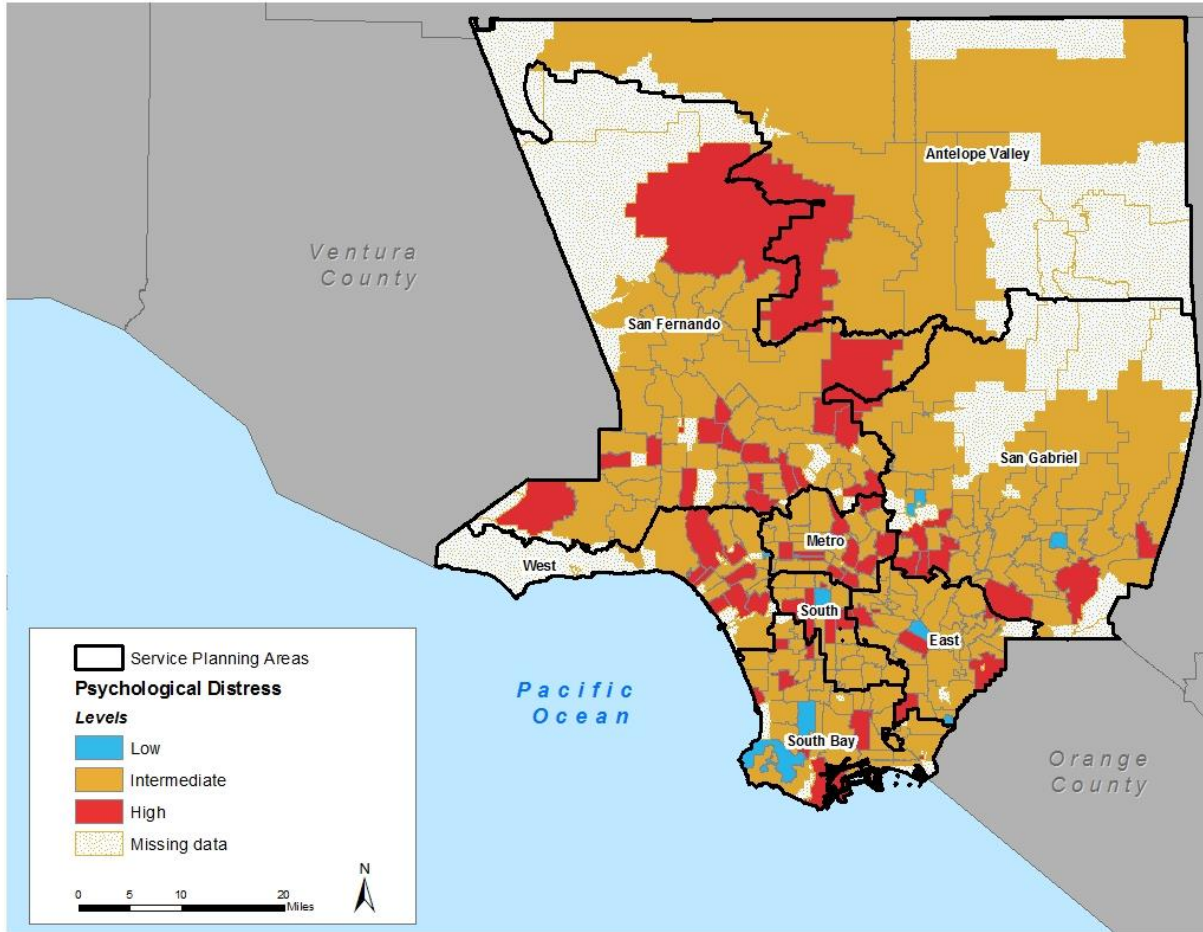 Antelope Valley
Ventura
County
San Fernando
San Gabriel
Metro
West
South
East
Pacific
Ocean
South Bay
Orange
County
Service Planning Areas
Psychological Distress
Levels
Low
Intermediate
High
Missing data
N
0 5 10 20
Miles